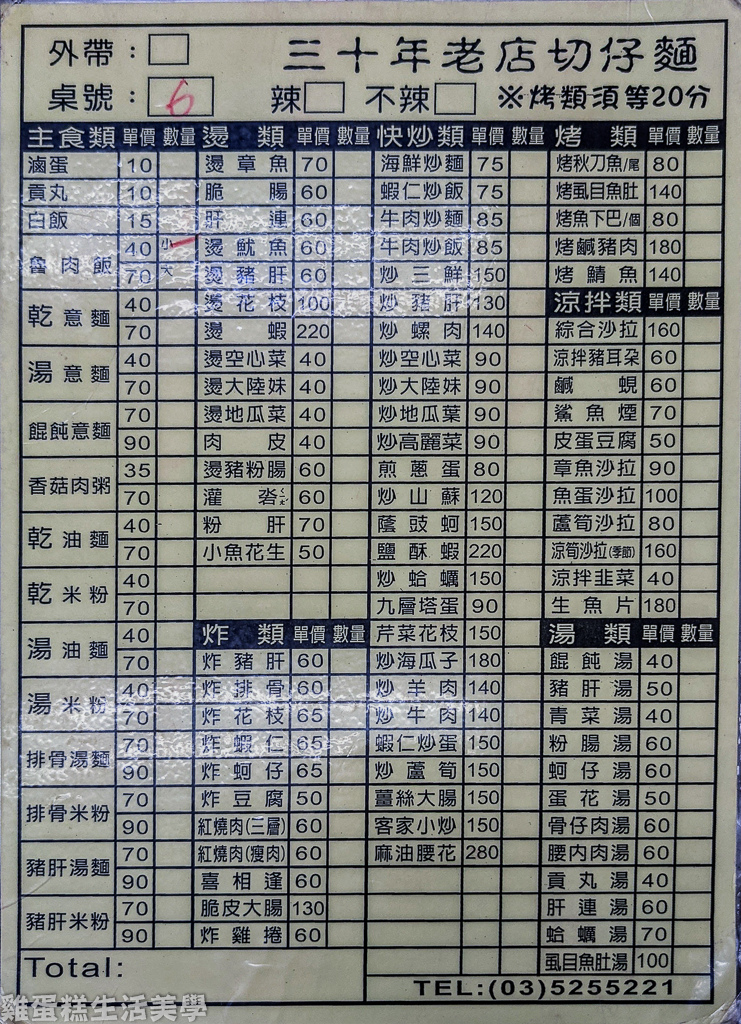 外帶：
三十年老店切仔麵
桌號： 6
辣 不辣 ※烤類須等20分
主食類 單價 數量
滷蛋 10
貢丸 10
白飯 15
魯肉飯 40 小
70 大
乾意麵 40
70
湯意麵 40
70
餛飩意麵 70
90
香菇肉粥 35
70
乾油麵 40
70
乾米粉 40
70
湯油麵 40
70
湯米粉 40
70
排骨湯麵 70
90
排骨米粉 70
90
豬肝湯麵 70
90
豬肝米粉 70
90
Total:
燙類 單價 數量
燙章魚 70
脆腸 60
肝連 60
燙魷魚 60
燙豬肝 60
燙花枝 100
燙蝦 220
燙空心菜 40
燙大陸妹 40
燙地瓜菜 40
肉皮 40
燙豬粉腸 60
灌 60
粉肝 70
小魚花生 50
炸類 單價 數量
炸豬肝 60
炸排骨 60
炸花枝 65
炸蝦仁 65
炸蚵仔 65
炸豆腐 50
紅燒肉(三層) 60
紅燒肉(瘦肉) 60
喜相逢 60
脆皮大腸 130
炸雞捲 60
快炒類 單價 數量
海鮮炒麵 75
蝦仁炒飯 75
牛肉炒麵 85
牛肉炒飯 85
炒三鮮 150
炒豬肝 130
炒螺肉 140
炒空心菜 90
炒大陸妹 90
炒地瓜葉 90
炒高麗菜 90
煎蔥蛋 80
炒山蘇 120
蔭豉蚵 150
鹽酥蝦 220
炒蛤蠣 150
九層塔蛋 90
芹菜花枝 150
炒海瓜子 180
炒羊肉 140
炒牛肉 140
蝦仁炒蛋 150
炒蘆筍 150
薑絲大腸 150
客家小炒 150
麻油腰花 280
烤類 單價 數量
烤秋刀魚/尾 80
烤虱目魚肚 140
烤魚下巴/個 80
烤鹹豬肉 180
烤鯖魚 140
涼拌類 單價 數量
綜合沙拉 160
涼拌豬耳朵 60
鹹蜆 60
鯊魚煙 70
皮蛋豆腐 50
章魚沙拉 90
魚蛋沙拉 100
蘆筍沙拉 80
涼筍沙拉(季節) 160
涼拌韭菜 40
生魚片 180
湯類 單價 數量
餛飩湯 40
豬肝湯 50
青菜湯 40
粉腸湯 60
蚵仔湯 60
蛋花湯 50
骨仔肉湯 60
腰內肉湯 60
貢丸湯 40
肝連湯 60
蛤蠣湯 70
虱目魚肚湯 100
TEL:(03)5255221
雞蛋糕生活美學